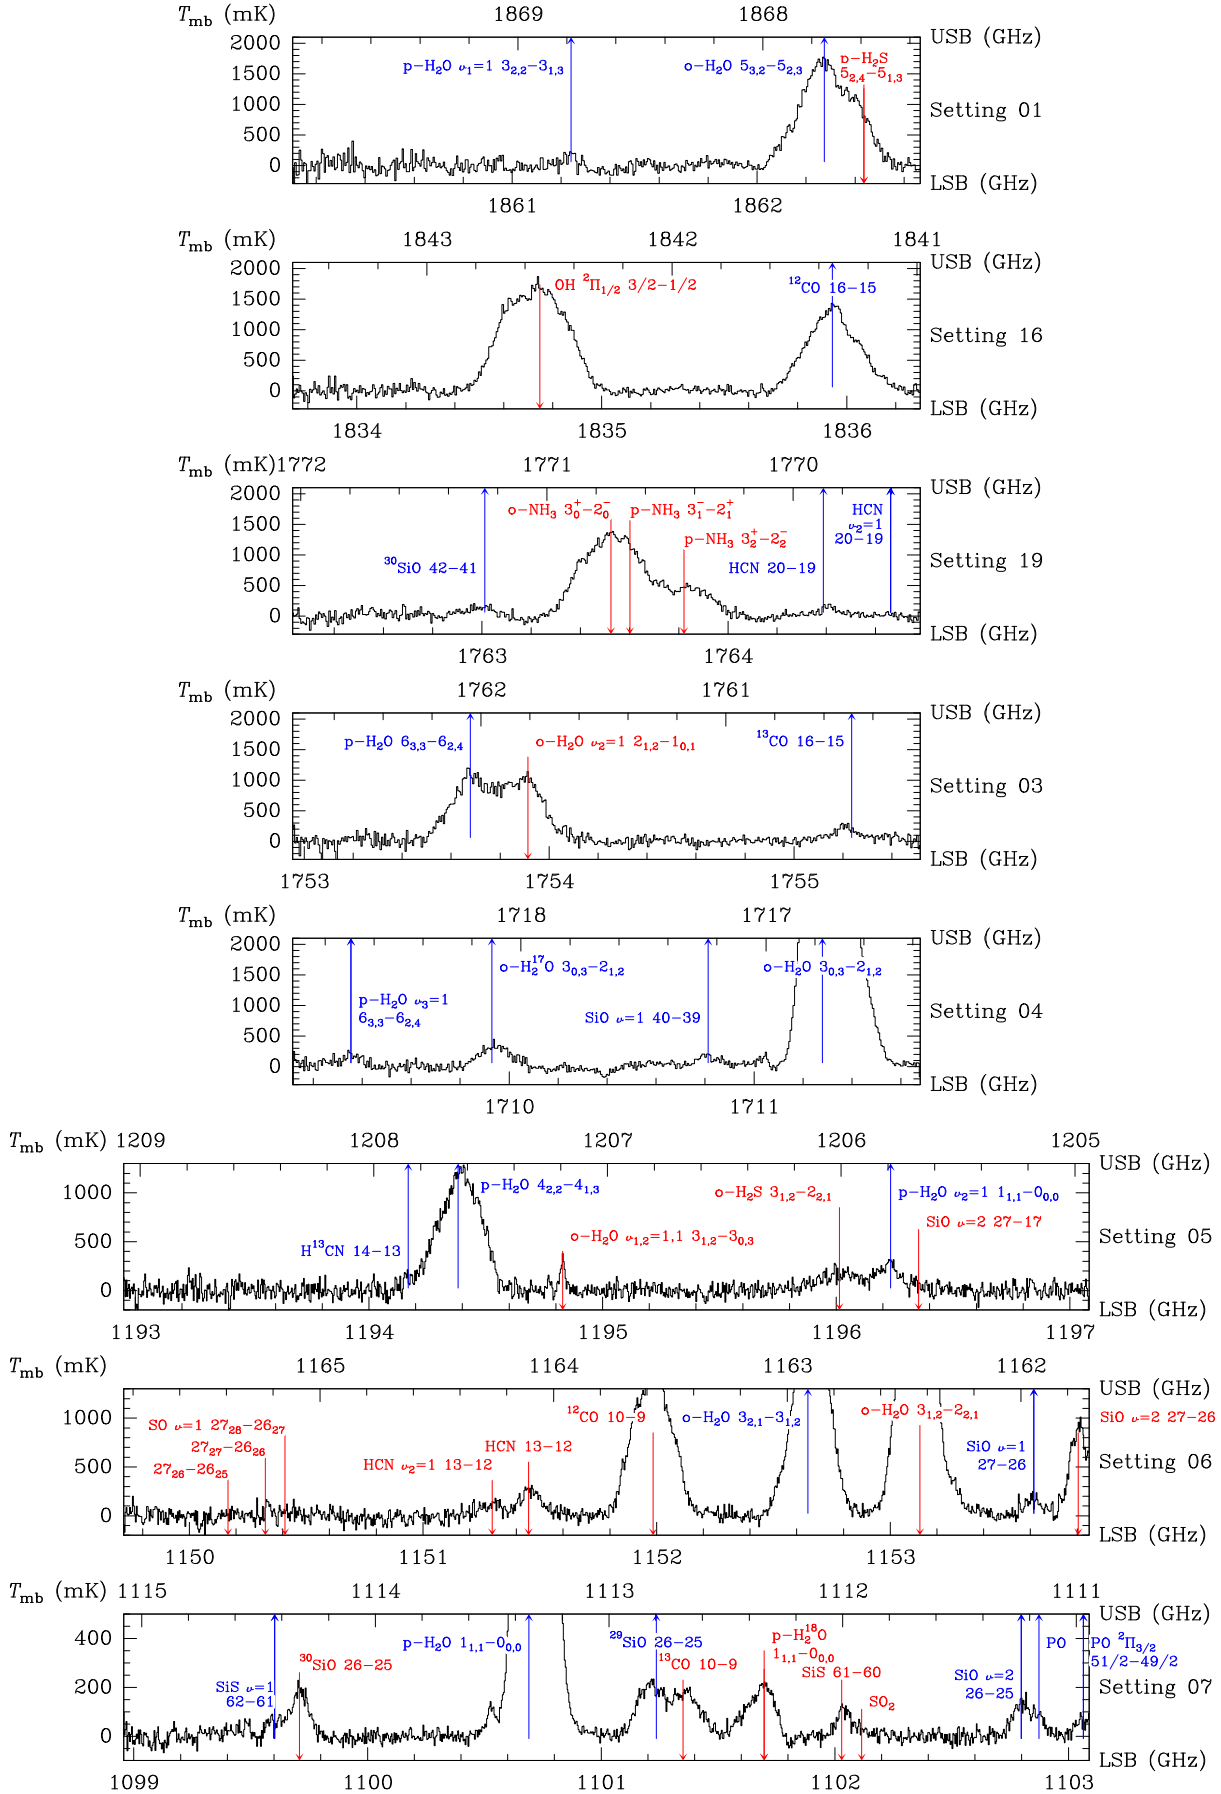 T_mb (mK) 1869 1868
2000 USB (GHz)
p−H₂O ν₁=1 3₂,₂−3₁,₃ o−H₂O 5₃,₂−5₂,₃ p−H₂S
1500 5₂,₄−5₁,₃
1000 Setting 01
500
0
LSB (GHz)
1861 1862
T_mb (mK) 1843 1842 1841
2000 USB (GHz)
OH ²Π₁/₂ 3/2−1/2 ¹²CO 16−15
1500
1000 Setting 16
500
0
LSB (GHz)
1834 1835 1836
T_mb (mK) 1772 1771 1770
2000 USB (GHz)
o−NH₃ 3₀⁺−2₀⁻ p−NH₃ 3₁⁻−2₁⁺ HCN
1500 ν₂=1
p−NH₃ 3₂⁺−2₂⁻ 20−19
1000 Setting 19
³⁰SiO 42−41 HCN 20−19
500
0
LSB (GHz)
1763 1764
T_mb (mK) 1762 1761
2000 USB (GHz)
p−H₂O 6₃,₃−6₂,₄ o−H₂O ν₂=1 2₁,₂−1₀,₁ ¹³CO 16−15
1500
1000 Setting 03
500
0
LSB (GHz)
1753 1754 1755
T_mb (mK) 1718 1717
2000 USB (GHz)
o−H₂¹⁷O 3₀,₃−2₁,₂ o−H₂O 3₀,₃−2₁,₂
1500
p−H₂O ν₃=1
1000 Setting 04
6₃,₃−6₂,₄ SiO ν=1 40−39
500
0
LSB (GHz)
1710 1711
T_mb (mK) 1209 1208 1207 1206 1205
USB (GHz)
1000 p−H₂O 4₂,₂−4₁,₃ o−H₂S 3₁,₂−2₂,₁ p−H₂O ν₂=1 1₁,₁−0₀,₀
SiO ν=2 27−17
500 H¹³CN 14−13 o−H₂O ν₁,₂=1,1 3₁,₂−3₀,₃ Setting 05
0
LSB (GHz)
1193 1194 1195 1196 1197
T_mb (mK) 1165 1164 1163 1162
USB (GHz)
1000 SO ν=1 27₂₈−26₂₇ ¹²CO 10−9 o−H₂O 3₂,₁−3₁,₂ o−H₂O 3₁,₂−2₂,₁ SiO ν=2 27−26
27₂₇−26₂₆ HCN 13−12 SiO ν=1
500 27₂₆−26₂₅ HCN ν₂=1 13−12 27−26 Setting 06
0
LSB (GHz)
1150 1151 1152 1153
T_mb (mK) 1115 1114 1113 1112 1111
USB (GHz)
400 p−H₂O 1₁,₁−0₀,₀ ²⁹SiO 26−25 p−H₂¹⁸O PO PO ²Π₃/₂
1₁,₁−0₀,₀ 51/2−49/2
³⁰SiO 26−25 ¹³CO 10−9 SiS 61−60 SiO ν=2
200 SiS ν=1 26−25 Setting 07
62−61 SO₂
0
LSB (GHz)
1099 1100 1101 1102 1103